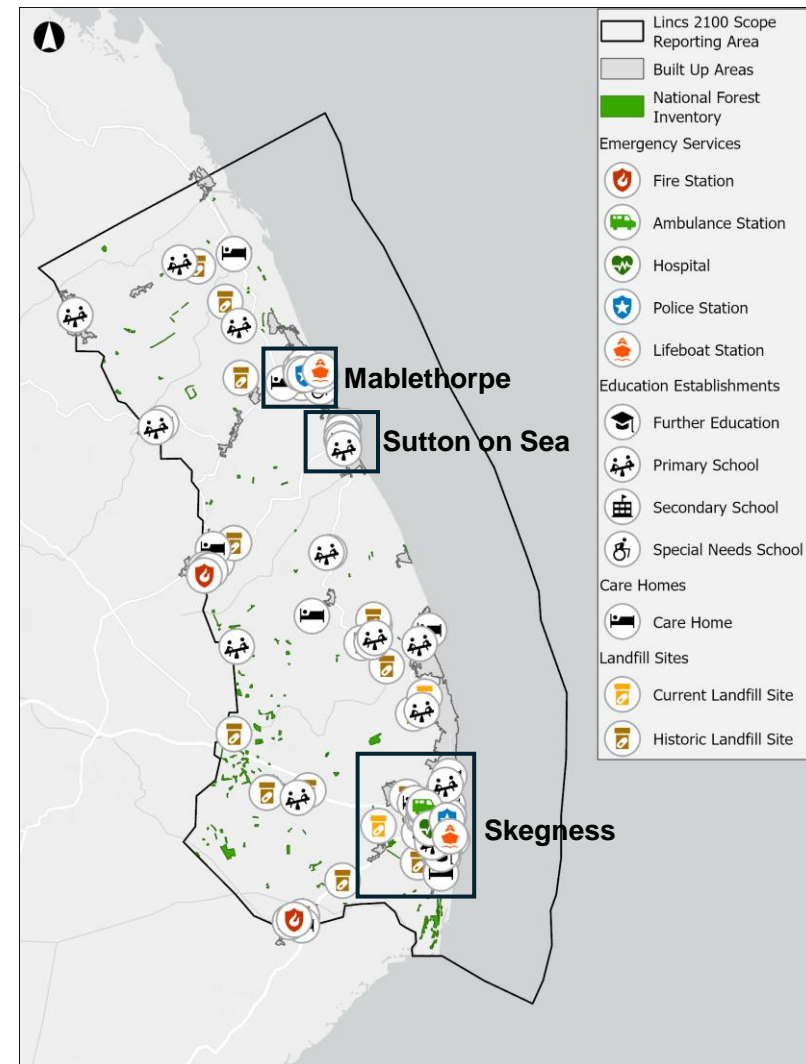 Lincs 2100 Scope
Reporting Area
Built Up Areas
National Forest
Inventory
Emergency Services
Fire Station
Ambulance Station
Hospital
Police Station
Lifeboat Station
Education Establishments
Further Education
Primary School
Secondary School
Special Needs School
Care Homes
Care Home
Landfill Sites
Current Landfill Site
Historic Landfill Site
Mablethorpe
Sutton on Sea
Skegness